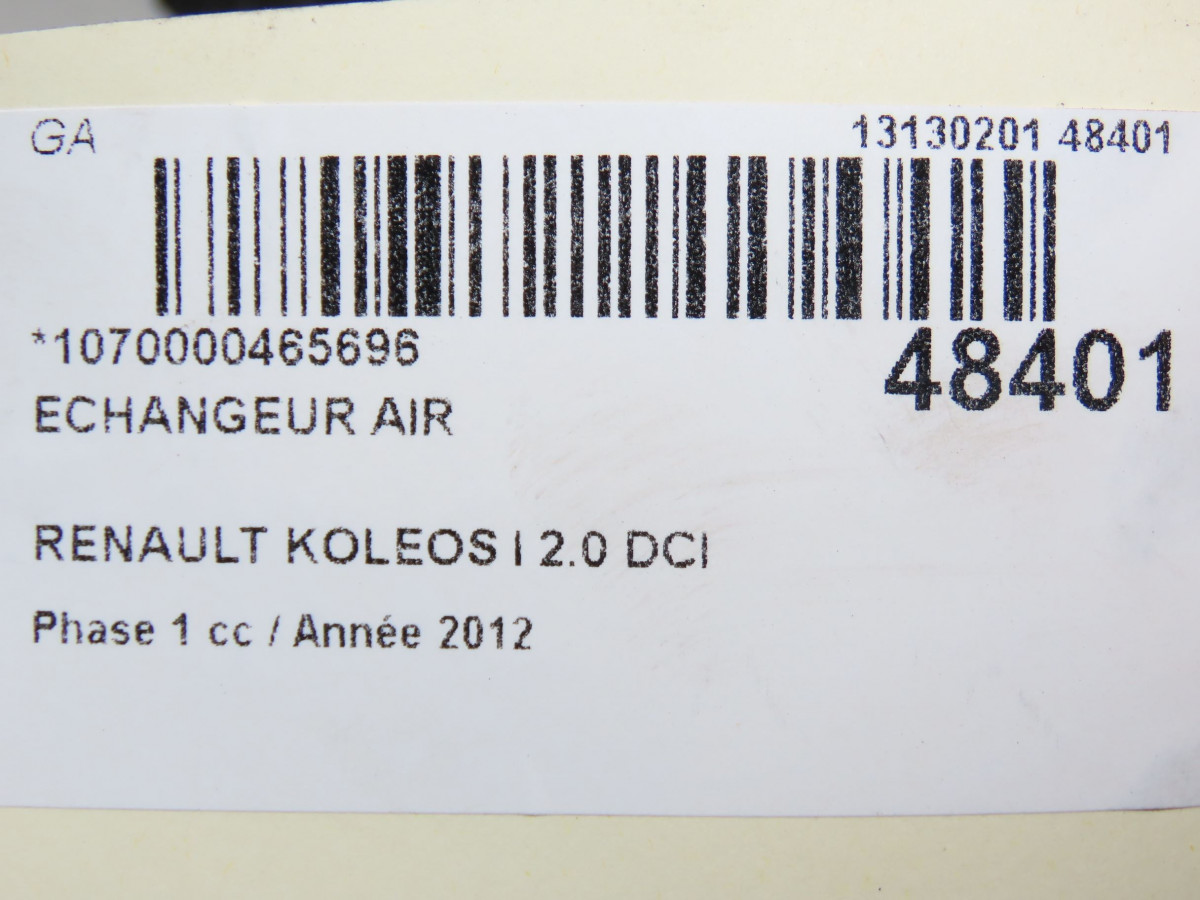 GA
13130201 48401
*1070000465696
48401
ECHANGEUR AIR
RENAULT KOLEOS I 2.0 DCI
Phase 1 cc / Année 2012